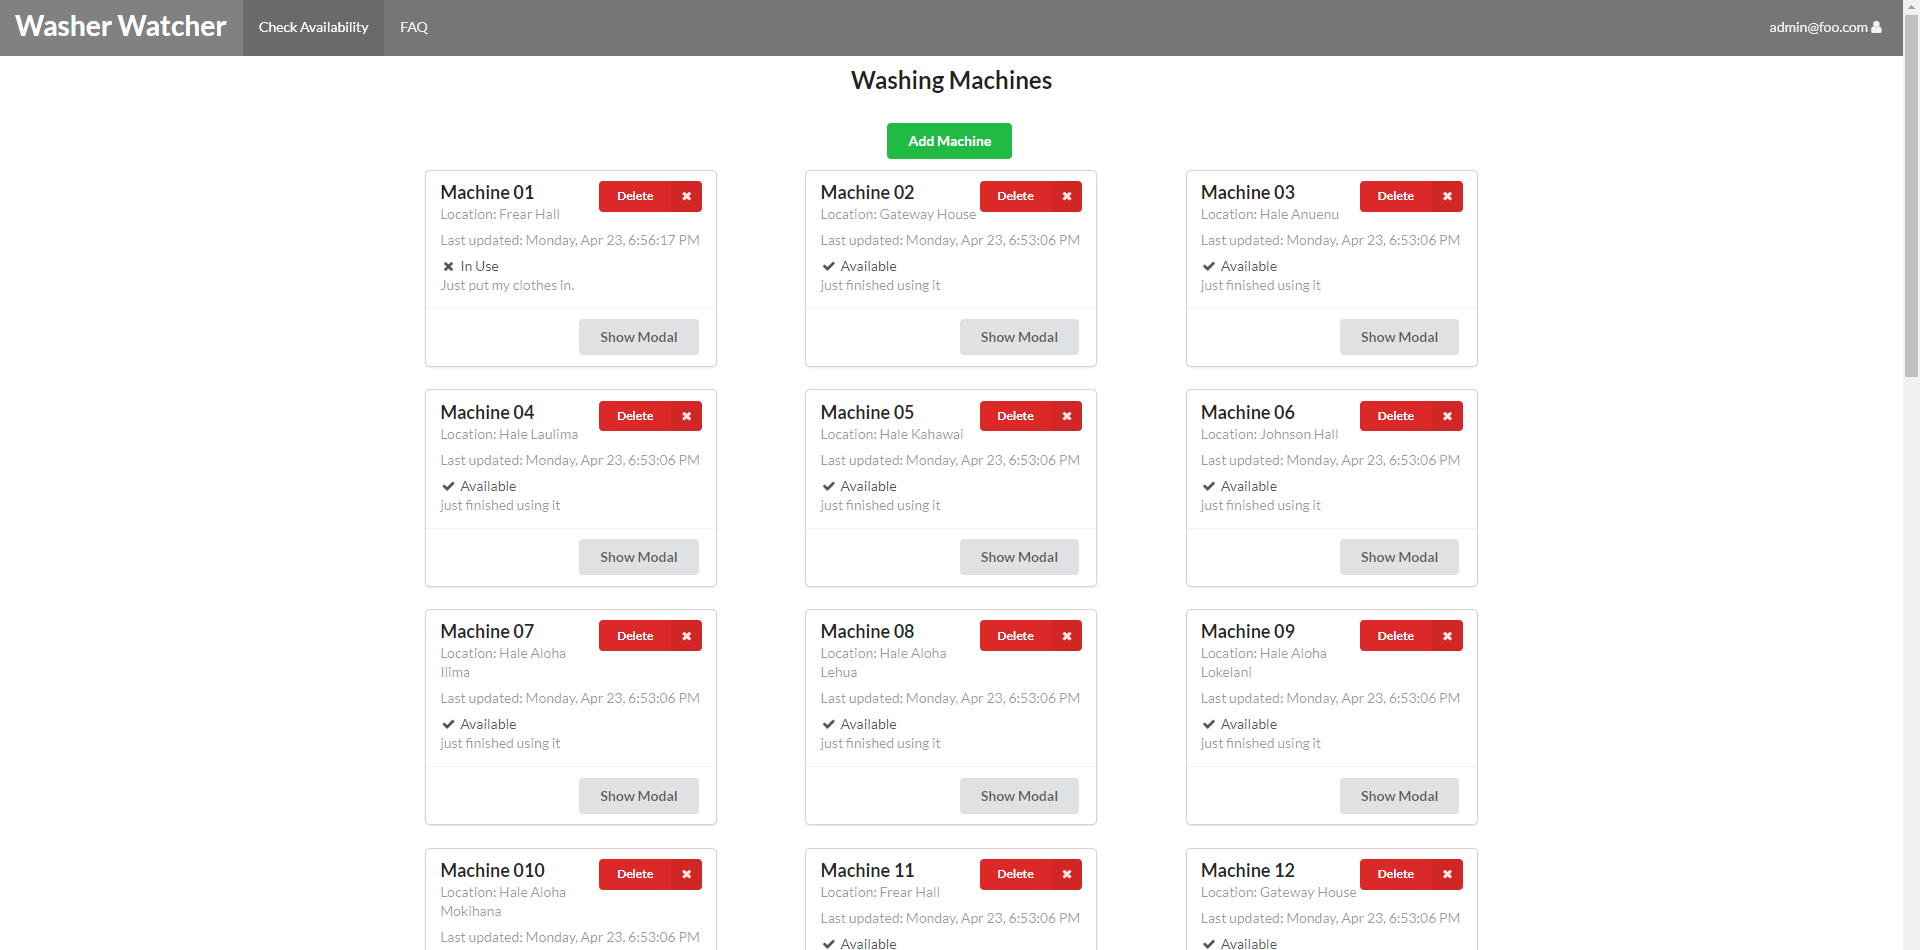 Washer Watcher
Check Availability
FAQ
admin@foo.com
Washing Machines
Add Machine
Machine 01
Delete
Location: Frear Hall
Last updated: Monday, Apr 23, 6:56:17 PM
In Use
Just put my clothes in.
Show Modal
Machine 02
Delete
Location: Gateway House
Last updated: Monday, Apr 23, 6:53:06 PM
Available
just finished using it
Show Modal
Machine 03
Delete
Location: Hale Anuenu
Last updated: Monday, Apr 23, 6:53:06 PM
Available
just finished using it
Show Modal
Machine 04
Delete
Location: Hale Laulima
Last updated: Monday, Apr 23, 6:53:06 PM
Available
just finished using it
Show Modal
Machine 05
Delete
Location: Hale Kahawai
Last updated: Monday, Apr 23, 6:53:06 PM
Available
just finished using it
Show Modal
Machine 06
Delete
Location: Johnson Hall
Last updated: Monday, Apr 23, 6:53:06 PM
Available
just finished using it
Show Modal
Machine 07
Delete
Location: Hale Aloha
Ilima
Last updated: Monday, Apr 23, 6:53:06 PM
Available
just finished using it
Show Modal
Machine 08
Delete
Location: Hale Aloha
Lehua
Last updated: Monday, Apr 23, 6:53:06 PM
Available
just finished using it
Show Modal
Machine 09
Delete
Location: Hale Aloha
Lokelani
Last updated: Monday, Apr 23, 6:53:06 PM
Available
just finished using it
Show Modal
Machine 010
Delete
Location: Hale Aloha
Mokihana
Last updated: Monday, Apr 23, 6:53:06 PM
Machine 11
Delete
Location: Frear Hall
Last updated: Monday, Apr 23, 6:53:06 PM
Available
Machine 12
Delete
Location: Gateway House
Last updated: Monday, Apr 23, 6:53:06 PM
Available